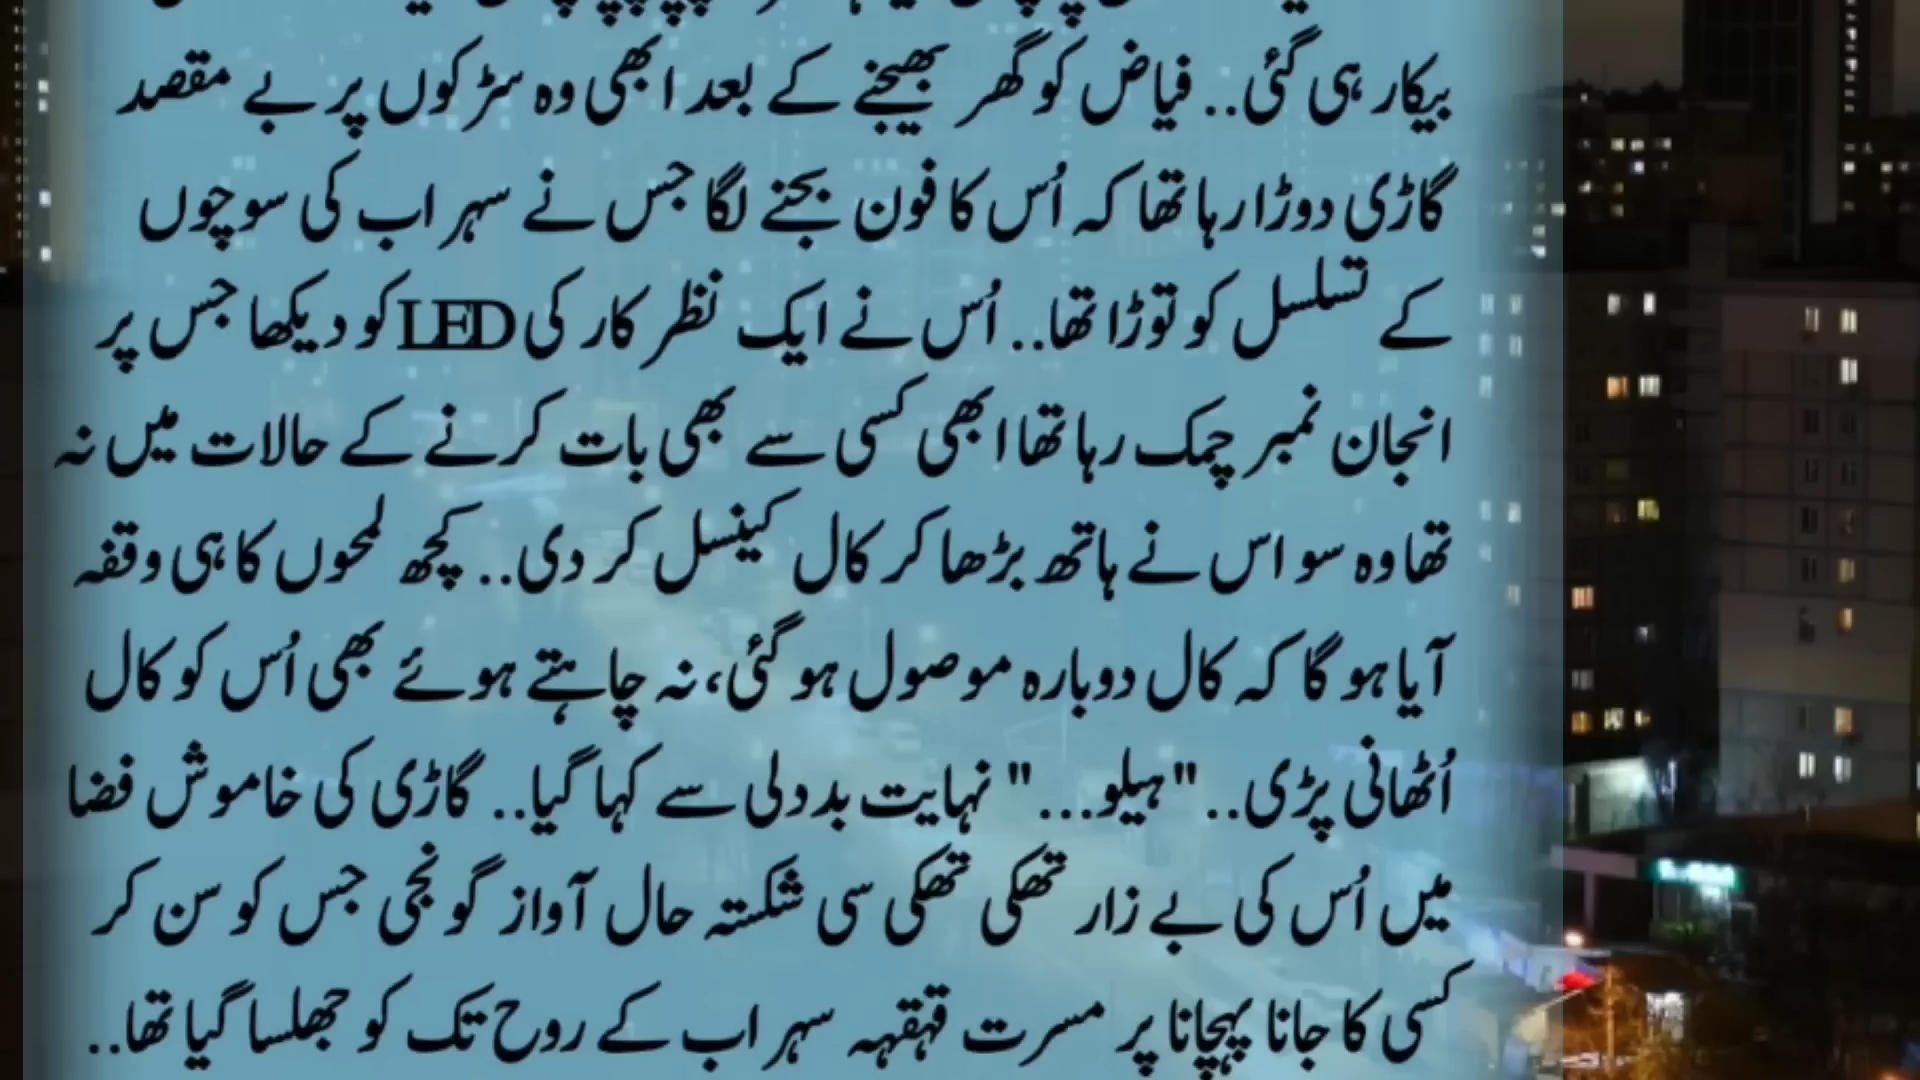 بیکار ہی گئی.. فیاض کو گھر بھیجنے کے بعد ابھی وہ سڑکوں پر بے مقصد
گاڑی دوڑا رہا تھا کہ اُس کا فون بجنے لگا جس نے سہراب کی سوچوں
کے تسلسل کو توڑا تھا.. اُس نے ایک نظر کار کی LED کو دیکھا جس پر
انجان نمبر چمک رہا تھا ابھی کسی سے بھی بات کرنے کے حالات میں نہ
تھا وہ سو اس نے ہاتھ بڑھا کر کال کینسل کر دی.. کچھ لمحوں کا ہی وقفہ
آیا ہو گا کہ کال دوبارہ موصول ہو گئی، نہ چاہتے ہوئے بھی اُس کو کال
اُٹھانی پڑی.. "ہیلو..." نہایت بددلی سے کہا گیا.. گاڑی کی خاموش فضا
میں اُس کی بے زار تھکی تھکی سی شکستہ حال آواز گونجی جس کو سن کر
کسی کا جانا پہچانا پر مسرت قہقہہ سہراب کے روح تک کو جھلسا گیا تھا..